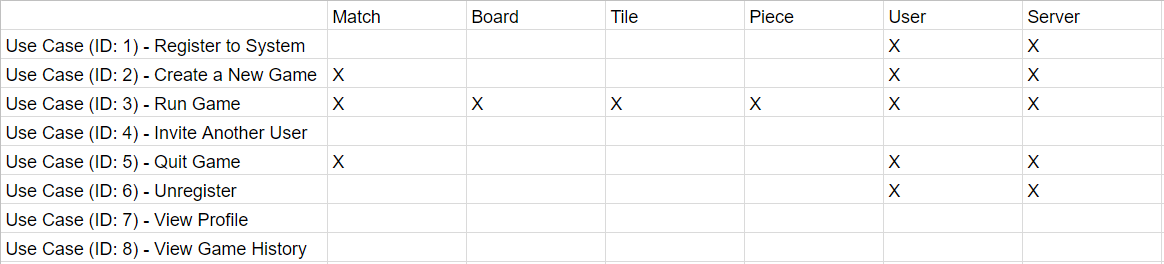 Match Board Tile Piece User Server
Use Case (ID: 1) - Register to System X X
Use Case (ID: 2) - Create a New Game X X X
Use Case (ID: 3) - Run Game X X X X X X
Use Case (ID: 4) - Invite Another User
Use Case (ID: 5) - Quit Game X X X
Use Case (ID: 6) - Unregister X X
Use Case (ID: 7) - View Profile
Use Case (ID: 8) - View Game History